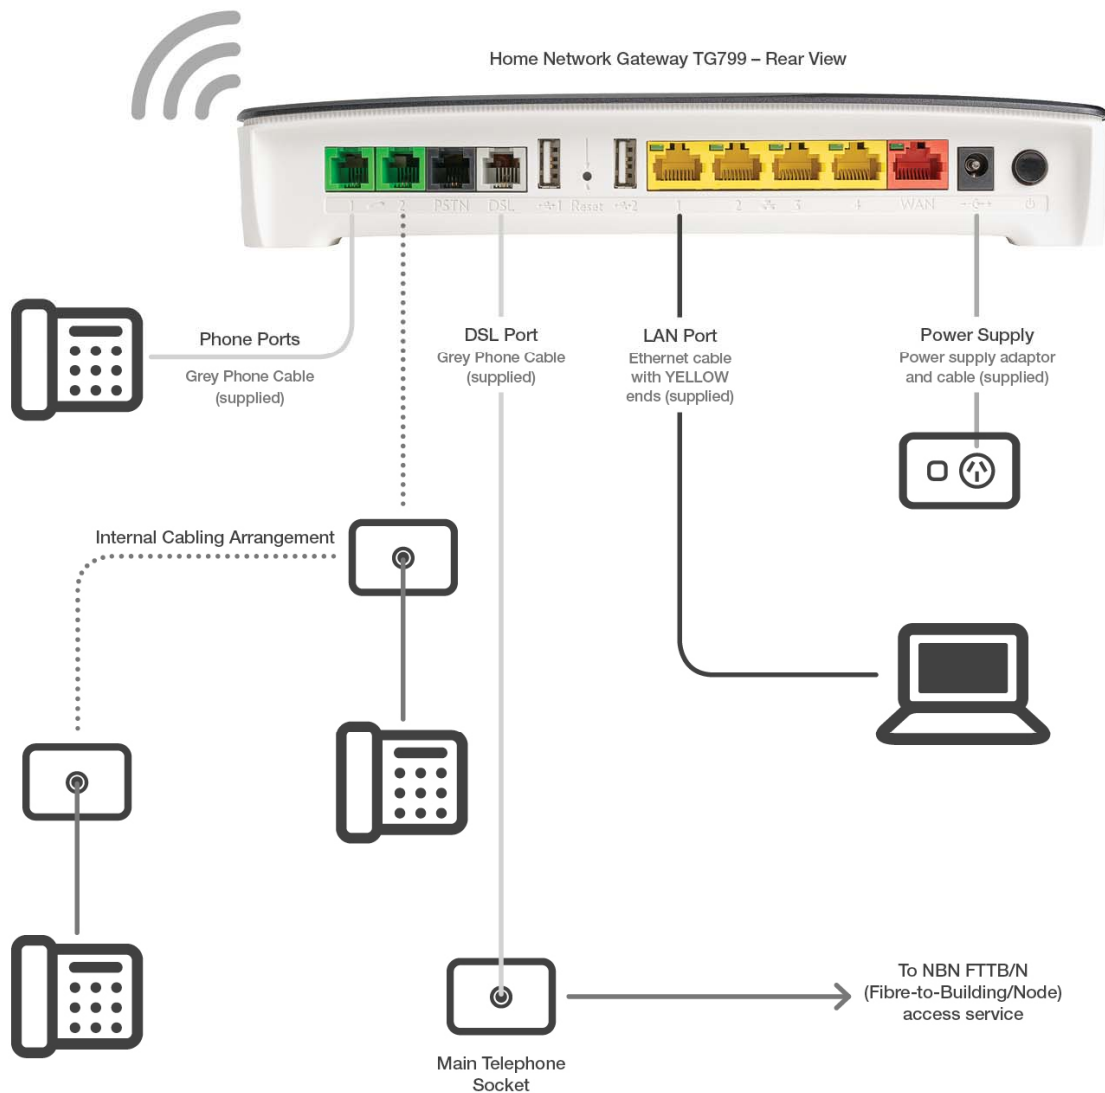 Home Network Gateway TG799 – Rear View
1 2 PSTN DSL 1 Reset 2 1 2 3 4 WAN
Phone Ports
Grey Phone Cable
(supplied)
DSL Port
Grey Phone Cable
(supplied)
LAN Port
Ethernet cable
with YELLOW
ends (supplied)
Power Supply
Power supply adaptor
and cable (supplied)
Internal Cabling Arrangement
To NBN FTTB/N
(Fibre-to-Building/Node)
access service
Main Telephone
Socket